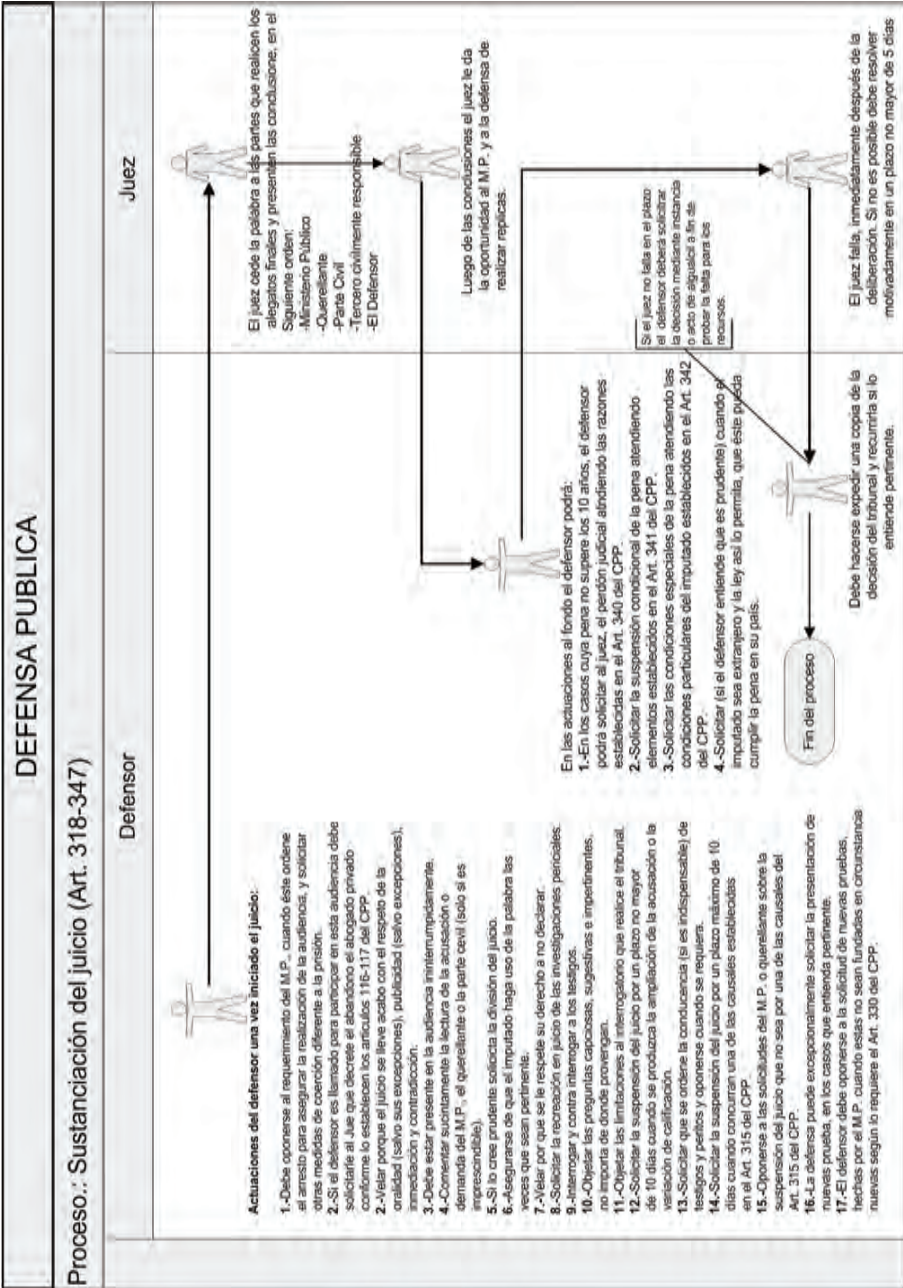 DEFENSA PUBLICA
Proceso.: Sustanciación del juicio (Art. 318-347)
Defensor
Juez
Actuaciones del defensor una vez iniciado el juicio:
1.-Debe oponerse al requerimiento del M.P., cuando éste ordene
el arresto para asegurar la realización de la audiencia, y solicitar
otras medidas de coerción diferente a la prisión.
2.-Si el defensor es llamado para participar en esta audiencia debe
solicitarle al Jue que decrete el abandono el abogado privado
conforme lo establecen los artículos 116-117 del CPP.
2.-Velar porque el juicio se lleve acabo con el respeto de la
oralidad (salvo sus excepciones), publicidad (salvo excepciones),
inmediación y contradicción.
3.-Debe estar presente en la audiencia ininterrumpidamente.
4.-Comentar sucintamente la lectura de la acusación o
demanda del M.P., el querellante o la parte cevil (solo si es
imprescindible).
5.-Si lo cree prudente solicita la división del juicio.
6.-Asegurarse de que el imputado haga uso de la palabra las
veces que sean pertinente.
7.-Velar por que se le respete su derecho a no declarar.
8.-Solicitar la recreación en juicio de las investigaciones periciales.
9.-Interrogar y contra interrogar a los testigos.
10.-Objetar las preguntas capciosas, sugestivas e impertinentes,
no importa de donde provengan.
11.-Objetar las limitaciones al interrogatorio que realice el tribunal.
12.-Solicitar la suspensión del juicio por un plazo no mayor
de 10 días cuando se produzca la ampliación de la acusación o la
variación de calificación.
13.-Solicitar que se ordene la conducencia (si es indispensable) de
testigos y peritos y oponerse cuando se requiera.
14.-Solicitar la suspensión del juicio por un plazo máximo de 10
días cuando concurran una de las causales establecidas
en el Art. 315 del CPP.
15.-Oponerse a las solicitudes del M.P. o querellante sobre la
suspensión del juicio que no sea por una de las causales del
Art. 315 del CPP.
16.-La defensa puede excepcionalmente solicitar la presentación de
nuevas prueba, en los casos que entienda pertinente.
17.-El defensor debe oponerse a la solicitud de nuevas pruebas,
hechas por el M.P. cuando estas no sean fundadas en circunstancia
nuevas según lo requiere el Art. 330 del CPP.
El juez cede la palabra a las partes que realicen los
alegatos finales y presenten las conclusione, en el
Siguiente orden:
-Ministerio Público
-Querellante
-Parte Civil
-Tercero civilmente responsible
-El Defensor
Luego de las conclusiones el juez le da
la oportunidad al M.P. y a la defensa de
realizar replicas.
En las actuaciones al fondo el defensor podrá:
1.-En los casos cuya pena no supere los 10 años, el defensor
podrá solicitar al juez, el perdón judicial atindiendo las razones
establecidas en el Art. 340 del CPP.
2.-Solicitar la suspensión condicional de la pena atendiendo
elementos establecidos en el Art. 341 del CPP.
3.-Solicitar las condiciones especiales de la pena atendiendo las
condiciones particulares del imputado establecidos en el Art. 342
del CPP.
4.-Solicitar (si el defensor entiende que es prudente) cuando el
imputado sea extranjero y la ley así lo permita, que éste pueda
cumplir la pena en su país.
Si el juez no falla en el plazo
el defensor deberá solicitrar
la decisión mediante instancia
o acto de algualcil a fin de
probar la falta para los
recursos.
El juez falla, inmediatamente después de la
deliberación. Si no es posible debe resolver
motivadamente en un plazo no mayor de 5 días
Debe hacerse expedir una copia de la
decisión del tribunal y recurrirla si lo
entiende pertinente.
Fin del proceso